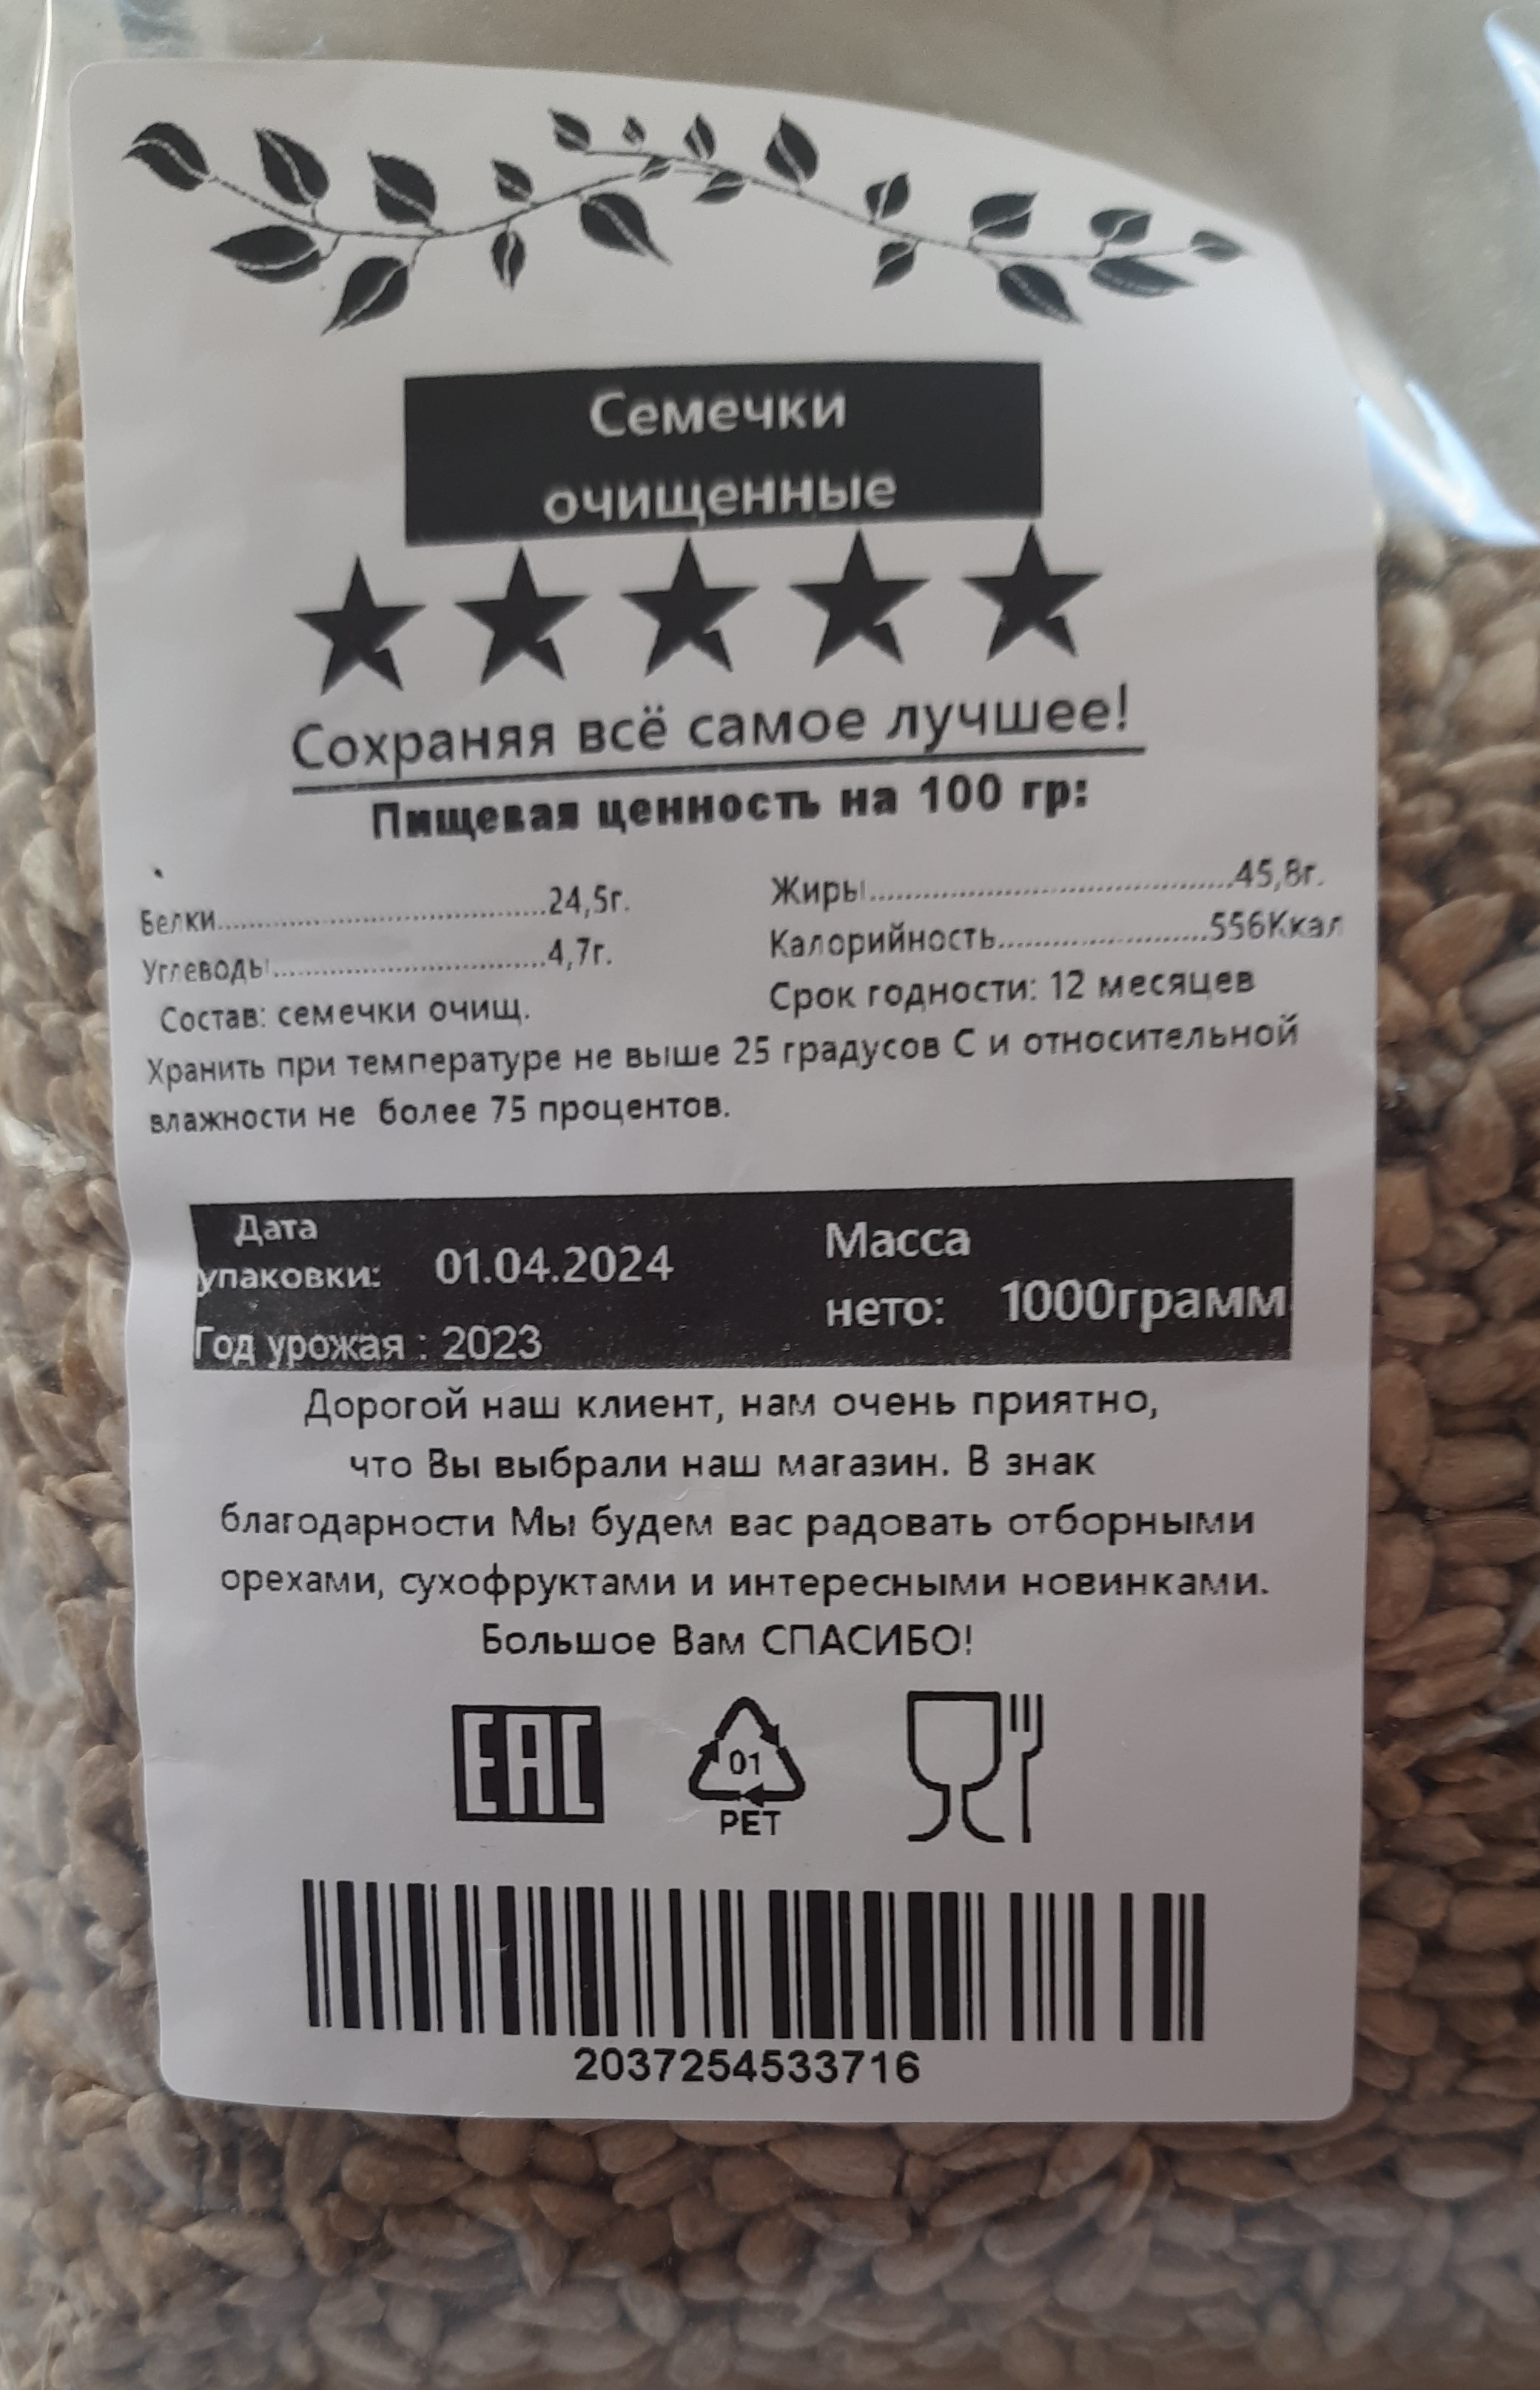 Семечки
очищенные
Сохраняя всё самое лучшее!
Пищевая ценность на 100 гр:
Белки..........................................24,5г.
Жиры..........................................45,8г.
Углеводы..................................4,7г.
Калорийность..........................556Ккал
Состав: семечки очищ.
Срок годности: 12 месяцев
Хранить при температуре не выше 25 градусов С и относительной
влажности не более 75 процентов.
Дата
упаковки: 01.04.2024
Год урожая : 2023
Масса
нето: 1000грамм
Дорогой наш клиент, нам очень приятно,
что Вы выбрали наш магазин. В знак
благодарности Мы будем вас радовать отборными
орехами, сухофруктами и интересными новинками.
Большое Вам СПАСИБО!
EAC
01
PET
2037254533716